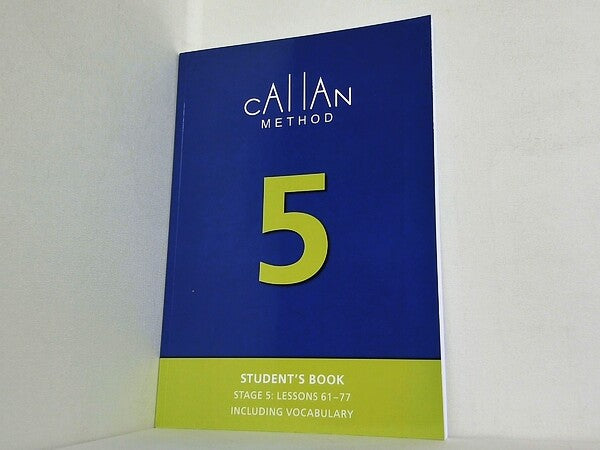 CALLAN
METHOD
5
STUDENT'S BOOK
STAGE 5: LESSONS 61–77
INCLUDING VOCABULARY